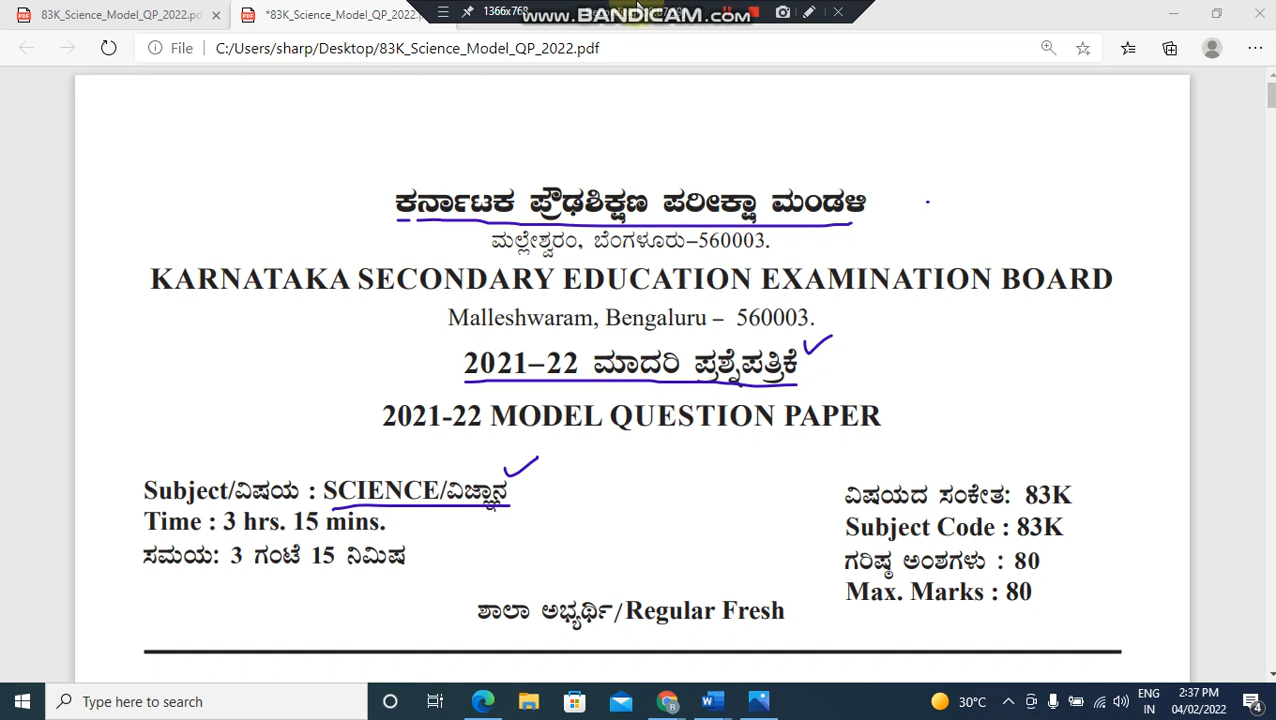 83K_Science_Model_QP_2022.pd
*83K_Science_Model_QP_2022.
1366x768
www.BANDICAM.com
File C:/Users/sharp/Desktop/83K_Science_Model_QP_2022.pdf
ಕರ್ನಾಟಕ ಪ್ರೌಢಶಿಕ್ಷಣ ಪರೀಕ್ಷಾ ಮಂಡಳಿ
ಮಲ್ಲೇಶ್ವರಂ, ಬೆಂಗಳೂರು–560003.
KARNATAKA SECONDARY EDUCATION EXAMINATION BOARD
Malleshwaram, Bengaluru – 560003.
2021–22 ಮಾದರಿ ಪ್ರಶ್ನೆಪತ್ರಿಕೆ
2021-22 MODEL QUESTION PAPER
Subject/ವಿಷಯ : SCIENCE/ವಿಜ್ಞಾನ
Time : 3 hrs. 15 mins.
ಸಮಯ: 3 ಗಂಟೆ 15 ನಿಮಿಷ
ವಿಷಯದ ಸಂಕೇತ: 83K
Subject Code : 83K
ಗರಿಷ್ಠ ಅಂಶಗಳು : 80
Max. Marks : 80
ಶಾಲಾ ಅಭ್ಯರ್ಥಿ/Regular Fresh
Type here to search
30°C
ENG
IN
2:37 PM
04/02/2022
4